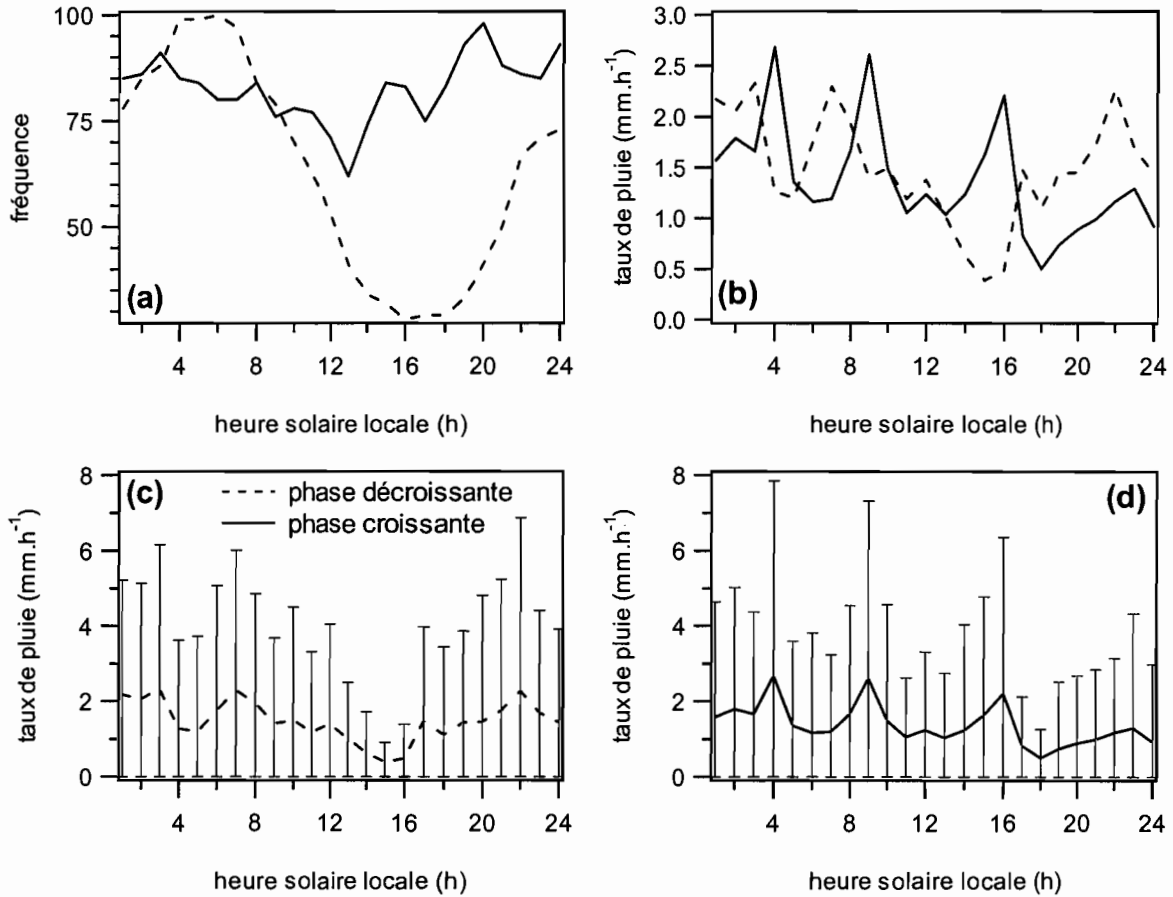 100
75
50
fréquence
(a)
4 8 12 16 20 24
heure solaire locale (h)
3.0
2.5
2.0
1.5
1.0
0.5
0.0
taux de pluie (mm.h-1)
(b)
4 8 12 16 20 24
heure solaire locale (h)
8
6
4
2
0
taux de pluie (mm.h-1)
(c)
phase décroissante
phase croissante
4 8 12 16 20 24
heure solaire locale (h)
8
6
4
2
0
taux de pluie (mm.h-1)
(d)
4 8 12 16 20 24
heure solaire locale (h)